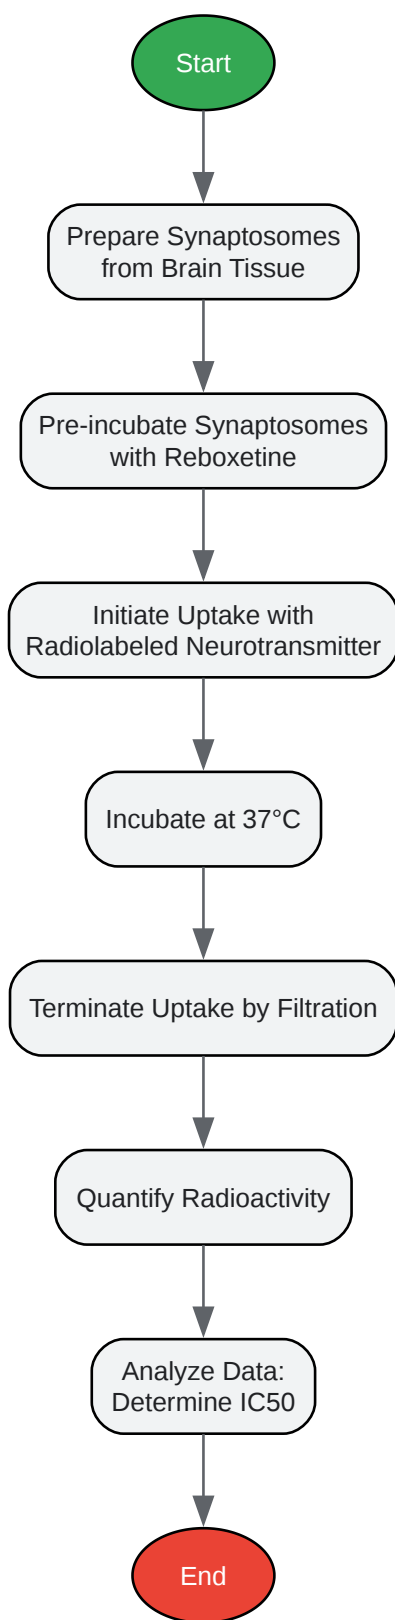 Start
Prepare Synaptosomes
from Brain Tissue
Pre-incubate Synaptosomes
with Reboxetine
Initiate Uptake with
Radiolabeled Neurotransmitter
Incubate at 37°C
Terminate Uptake by Filtration
Quantify Radioactivity
Analyze Data:
Determine IC50
End